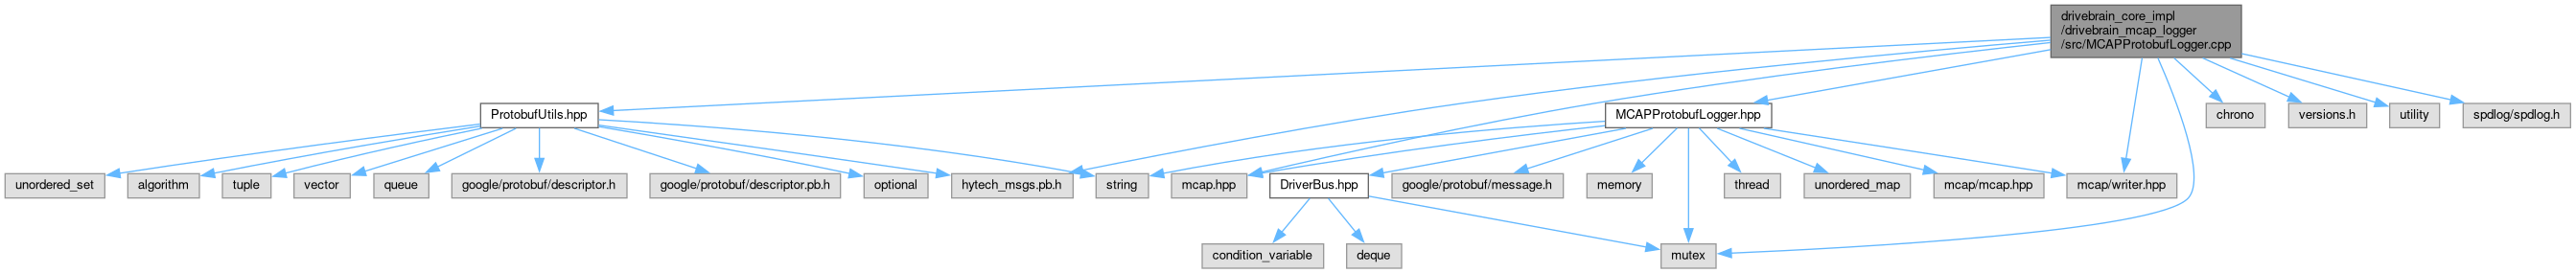 drivebrain_core_impl
/drivebrain_mcap_logger
/src/MCAPProtobufLogger.cpp
ProtobufUtils.hpp
MCAPProtobufLogger.hpp
chrono
versions.h
utility
spdlog/spdlog.h
unordered_set
algorithm
tuple
vector
queue
google/protobuf/descriptor.h
google/protobuf/descriptor.pb.h
optional
hytech_msgs.pb.h
string
mcap.hpp
DriverBus.hpp
google/protobuf/message.h
memory
thread
unordered_map
mcap/mcap.hpp
mcap/writer.hpp
condition_variable
deque
mutex